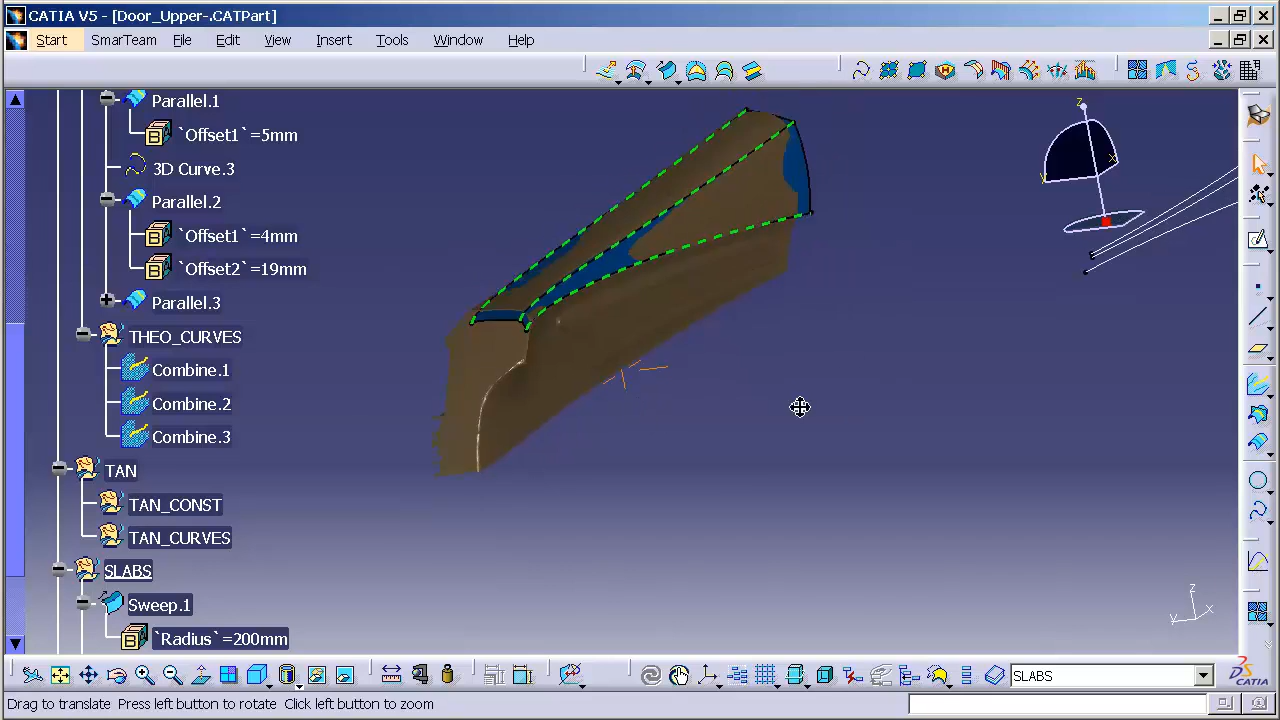 CATIA V5 - [Door_Upper-.CATPart]
Start SmarTeam File Edit View Insert Tools Window Help
Parallel.1
`Offset1`=5mm
3D Curve.3
Parallel.2
`Offset1`=4mm
`Offset2`=19mm
Parallel.3
THEO_CURVES
Combine.1
Combine.2
Combine.3
TAN
TAN_CONST
TAN_CURVES
SLABS
Sweep.1
`Radius`=200mm
z
x
y
z
y
x
SLABS
CATIA
Drag to translate Press left button to rotate Click left button to zoom